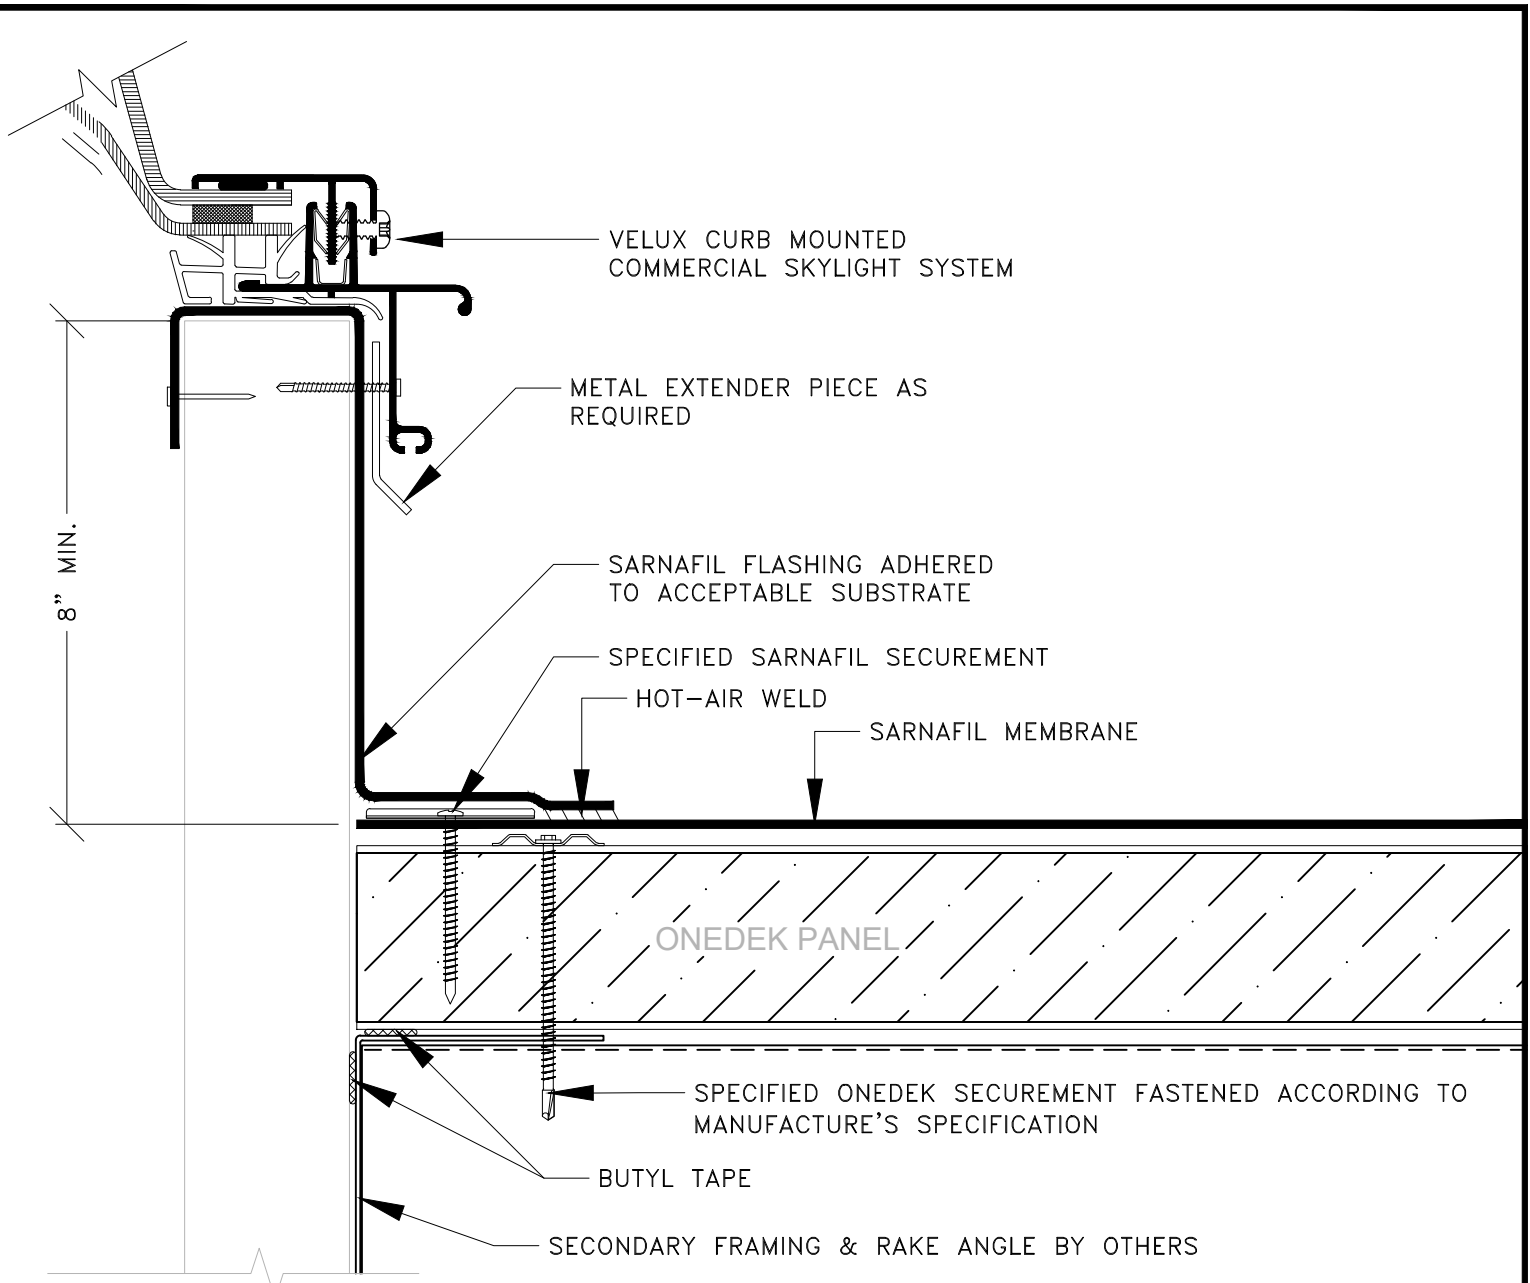 VELUX CURB MOUNTED
COMMERCIAL SKYLIGHT SYSTEM
METAL EXTENDER PIECE AS
REQUIRED
8" MIN.
SARNAFIL FLASHING ADHERED
TO ACCEPTABLE SUBSTRATE
SPECIFIED SARNAFIL SECUREMENT
HOT-AIR WELD
SARNAFIL MEMBRANE
ONEDEK PANEL
SPECIFIED ONEDEK SECUREMENT FASTENED ACCORDING TO
MANUFACTURE'S SPECIFICATION
BUTYL TAPE
SECONDARY FRAMING & RAKE ANGLE BY OTHERS